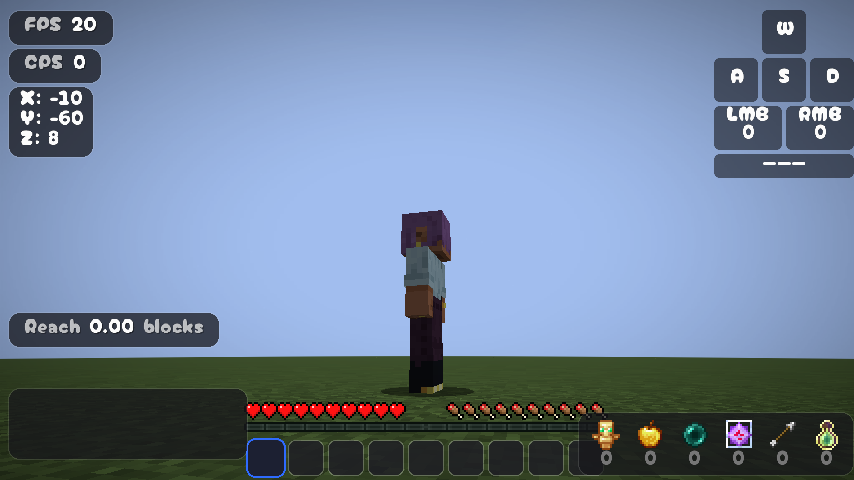 FPS 20
CPS 0
X: -10
Y: -60
Z: 8
W
A S D
LMB RMB
0 0
---
Reach 0.00 blocks
0 0 0 0 0 0